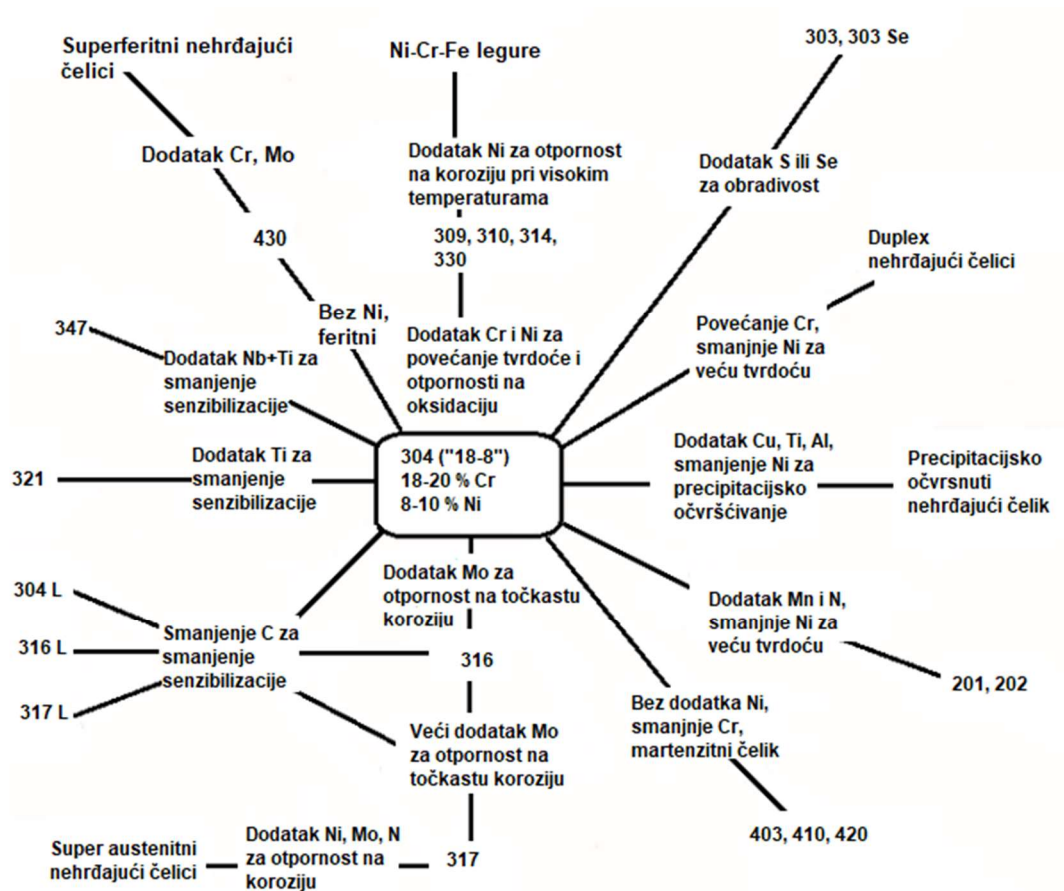 Superferitni nehrđajući
čelici
Ni-Cr-Fe legure
303, 303 Se
Dodatak Cr, Mo
Dodatak Ni za otpornost
na koroziju pri visokim
temperaturama
Dodatak S ili Se
za obradivost
430
309, 310, 314,
330
Duplex
nehrđajući čelici
Bez Ni,
feritni
347
Dodatak Nb+Ti za
smanjenje
senzibilizacije
Dodatak Cr i Ni za
povećanje tvrdoće i
otpornosti na
oksidaciju
Povećanje Cr,
smanjnje Ni za
veću tvrdoću
321
Dodatak Ti za
smanjenje
senzibilizacije
304 ("18-8")
18-20 % Cr
8-10 % Ni
Dodatak Cu, Ti, Al,
smanjenje Ni za
precipitacijsko
očvršćivanje
Precipitacijsko
očvrsnuti
nehrđajući čelik
304 L
316 L
317 L
Smanjenje C za
smanjenje
senzibilizacije
Dodatak Mo za
otpornost na točkastu
koroziju
316
Dodatak Mn i N,
smanjnje Ni za
veću tvrdoću
201, 202
Veći dodatak Mo
za otpornost na
točkastu koroziju
Bez dodatka Ni,
smanjnje Cr,
martenzitni čelik
403, 410, 420
Super austenitni
nehrđajući čelici
Dodatak Ni, Mo, N
za otpornost na
koroziju
317